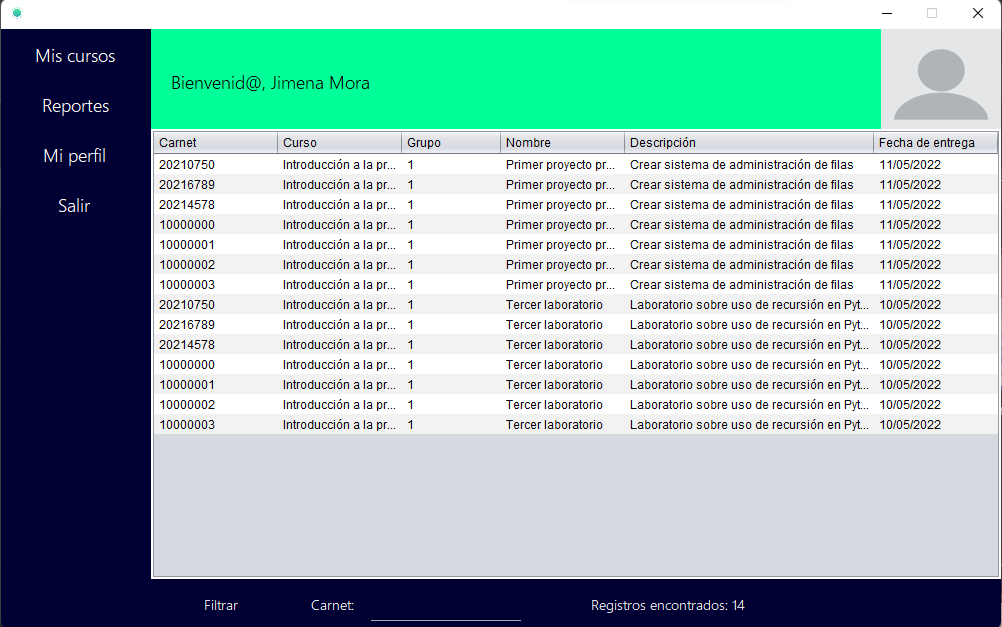 Mis cursos
Reportes
Mi perfil
Salir
Bienvenid@, Jimena Mora
Carnet Curso Grupo Nombre Descripción Fecha de entrega
20210750 Introducción a la pr... 1 Primer proyecto pr... Crear sistema de administración de filas 11/05/2022
20216789 Introducción a la pr... 1 Primer proyecto pr... Crear sistema de administración de filas 11/05/2022
20214578 Introducción a la pr... 1 Primer proyecto pr... Crear sistema de administración de filas 11/05/2022
10000000 Introducción a la pr... 1 Primer proyecto pr... Crear sistema de administración de filas 11/05/2022
10000001 Introducción a la pr... 1 Primer proyecto pr... Crear sistema de administración de filas 11/05/2022
10000002 Introducción a la pr... 1 Primer proyecto pr... Crear sistema de administración de filas 11/05/2022
10000003 Introducción a la pr... 1 Primer proyecto pr... Crear sistema de administración de filas 11/05/2022
20210750 Introducción a la pr... 1 Tercer laboratorio Laboratorio sobre uso de recursión en Pyt... 10/05/2022
20216789 Introducción a la pr... 1 Tercer laboratorio Laboratorio sobre uso de recursión en Pyt... 10/05/2022
20214578 Introducción a la pr... 1 Tercer laboratorio Laboratorio sobre uso de recursión en Pyt... 10/05/2022
10000000 Introducción a la pr... 1 Tercer laboratorio Laboratorio sobre uso de recursión en Pyt... 10/05/2022
10000001 Introducción a la pr... 1 Tercer laboratorio Laboratorio sobre uso de recursión en Pyt... 10/05/2022
10000002 Introducción a la pr... 1 Tercer laboratorio Laboratorio sobre uso de recursión en Pyt... 10/05/2022
10000003 Introducción a la pr... 1 Tercer laboratorio Laboratorio sobre uso de recursión en Pyt... 10/05/2022
Filtrar Carnet: Registros encontrados: 14